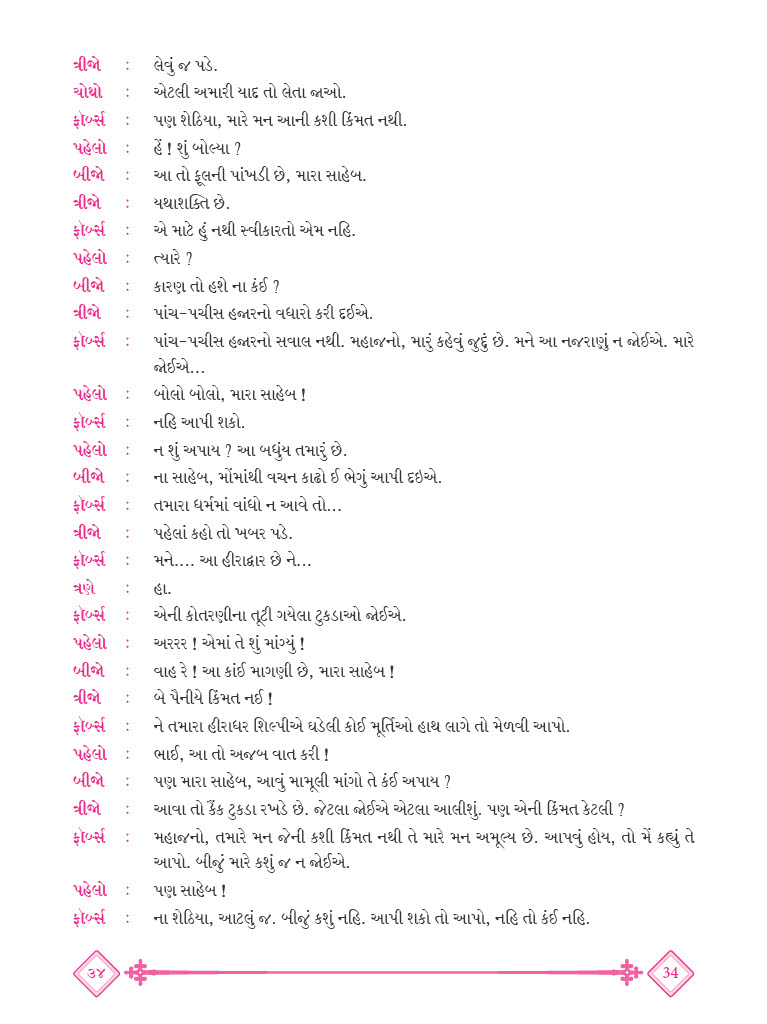 ત્રીજો : લેવું જ પડે.
ચોથો : એટલી અમારી યાદ તો લેતા જાઓ.
ફૉર્બ્સ : પણ શેઠિયા, મારે મન આની કશી કિંમત નથી.
પહેલો : હેં ! શું બોલ્યા ?
બીજો : આ તો ફૂલની પાંખડી છે, મારા સાહેબ.
ત્રીજો : યથાશક્તિ છે.
ફૉર્બ્સ : એ માટે હું નથી સ્વીકારતો એમ નહિ.
પહેલો : ત્યારે ?
બીજો : કારણ તો હશે ના કંઈ ?
ત્રીજો : પાંચ-પચીસ હજારનો વધારો કરી દઈએ.
ફૉર્બ્સ : પાંચ-પચીસ હજારનો સવાલ નથી. મહાજનો, મારું કહેવું જુદું છે. મને આ નજરાણું ન જોઈએ. મારે
જોઈએ...
પહેલો : બોલો બોલો, મારા સાહેબ !
ફૉર્બ્સ : નહિ આપી શકો.
પહેલો : ન શું અપાય ? આ બધુંય તમારું છે.
બીજો : ના સાહેબ, મોંમાંથી વચન કાઢો ઈ ભેગું આપી દઇએ.
ફૉર્બ્સ : તમારા ધર્મમાં વાંધો ન આવે તો...
ત્રીજો : પહેલાં કહો તો ખબર પડે.
ફૉર્બ્સ : મને.... આ હીરાદ્વાર છે ને...
ત્રણે : હા.
ફૉર્બ્સ : એની કોતરણીના તૂટી ગયેલા ટુકડાઓ જોઈએ.
પહેલો : અરરર ! એમાં તે શું માંગ્યું !
બીજો : વાહ રે ! આ કાંઈ માગણી છે, મારા સાહેબ !
ત્રીજો : બે પૈનીયે કિંમત નઈ !
ફૉર્બ્સ : ને તમારા હીરાધર શિલ્પીએ ઘડેલી કોઈ મૂર્તિઓ હાથ લાગે તો મેળવી આપો.
પહેલો : ભાઈ, આ તો અજબ વાત કરી !
બીજો : પણ મારા સાહેબ, આવું મામૂલી માંગો તે કંઈ અપાય ?
ત્રીજો : આવા તો કૈંક ટુકડા રખડે છે. જેટલા જોઈએ એટલા આલીશું. પણ એની કિંમત કેટલી ?
ફૉર્બ્સ : મહાજનો, તમારે મન જેની કશી કિંમત નથી તે મારે મન અમૂલ્ય છે. આપવું હોય, તો મેં કહ્યું તે
આપો. બીજું મારે કશું જ ન જોઈએ.
પહેલો : પણ સાહેબ !
ફૉર્બ્સ : ના શેઠિયા, આટલું જ. બીજું કશું નહિ. આપી શકો તો આપો, નહિ તો કંઈ નહિ.
૩૪ 34